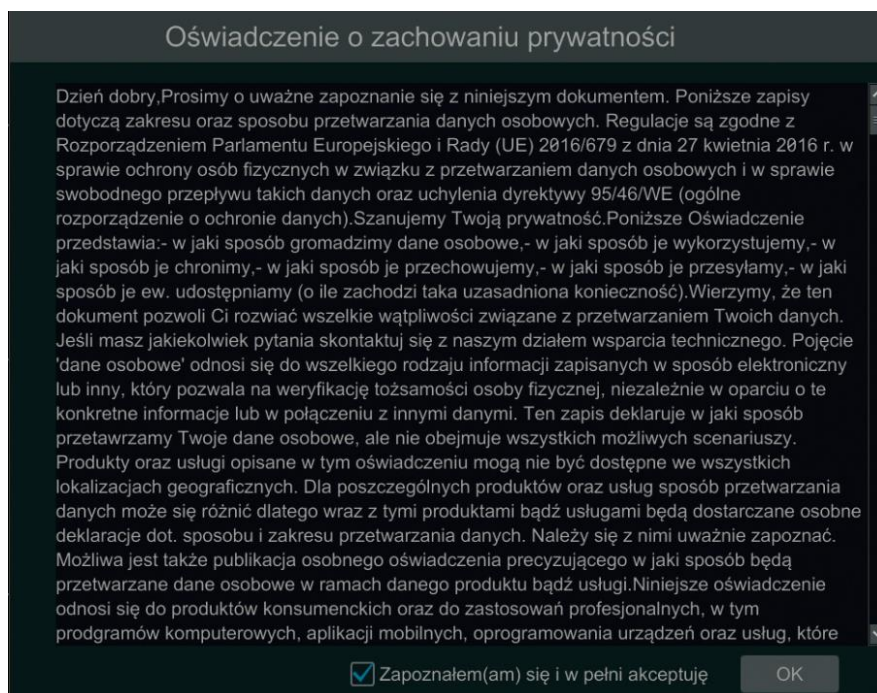 Oświadczenie o zachowaniu prywatności
Dzień dobry,Prosimy o uważne zapoznanie się z niniejszym dokumentem. Poniższe zapisy
dotyczą zakresu oraz sposobu przetwarzania danych osobowych. Regulacje są zgodne z
Rozporządzeniem Parlamentu Europejskiego i Rady (UE) 2016/679 z dnia 27 kwietnia 2016 r. w
sprawie ochrony osób fizycznych w związku z przetwarzaniem danych osobowych i w sprawie
swobodnego przepływu takich danych oraz uchylenia dyrektywy 95/46/WE (ogólne
rozporządzenie o ochronie danych).Szanujemy Twoją prywatność.Poniższe Oświadczenie
przedstawia:- w jaki sposób gromadzimy dane osobowe,- w jaki sposób je wykorzystujemy,- w
jaki sposób je chronimy,- w jaki sposób je przechowujemy,- w jaki sposób je przesyłamy,- w jaki
sposób je ew. udostępniamy (o ile zachodzi taka uzasadniona konieczność).Wierzymy, że ten
dokument pozwoli Ci rozwiać wszelkie wątpliwości związane z przetwarzaniem Twoich danych.
Jeśli masz jakiekolwiek pytania skontaktuj się z naszym działem wsparcia technicznego. Pojęcie
'dane osobowe' odnosi się do wszelkiego rodzaju informacji zapisanych w sposób elektroniczny
lub inny, który pozwala na weryfikację tożsamości osoby fizycznej, niezależnie w oparciu o te
konkretne informacje lub w połączeniu z innymi danymi. Ten zapis deklaruje w jaki sposób
przetawrzamy Twoje dane osobowe, ale nie obejmuje wszystkich możliwych scenariuszy.
Produkty oraz usługi opisane w tym oświadczeniu mogą nie być dostępne we wszystkich
lokalizacjach geograficznych. Dla poszczególnych produktów oraz usług sposób przetwarzania
danych może się różnić dlatego wraz z tymi produktami bądź usługami będą dostarczane osobne
deklaracje dot. sposobu i zakresu przetwarzania danych. Należy się z nimi uważnie zapoznać.
Możliwa jest także publikacja osobnego oświadczenia precyzującego w jaki sposób będą
przetwarzane dane osobowe w ramach danego produktu bądź usługi.Niniejsze oświadczenie
odnosi się do produktów konsumenckich oraz do zastosowań profesjonalnych, w tym
prodgramów komputerowych, aplikacji mobilnych, oprogramowania urządzeń oraz usług, które
Zapoznałem(am) się i w pełni akceptuję
OK